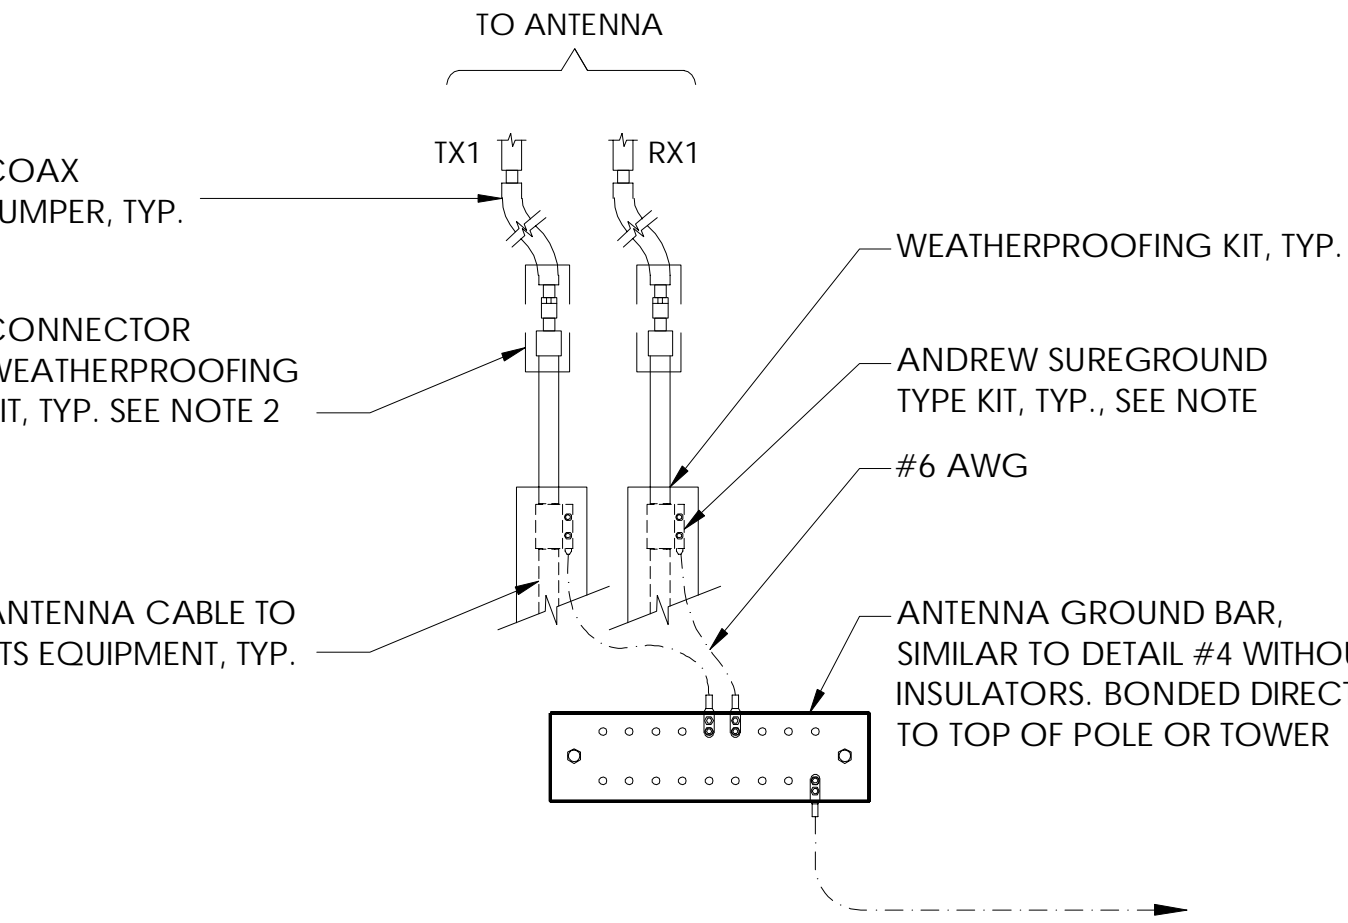 TO ANTENNA
TX1
RX1
COAX
UMPER, TYP.
WEATHERPROOFING KIT, TYP.
CONNECTOR
WEATHERPROOFING
IT, TYP. SEE NOTE 2
ANDREW SUREGROUND
TYPE KIT, TYP., SEE NOTE
#6 AWG
ANTENNA CABLE TO
TS EQUIPMENT, TYP.
ANTENNA GROUND BAR,
SIMILAR TO DETAIL #4 WITHOU
INSULATORS. BONDED DIRECT
TO TOP OF POLE OR TOWER